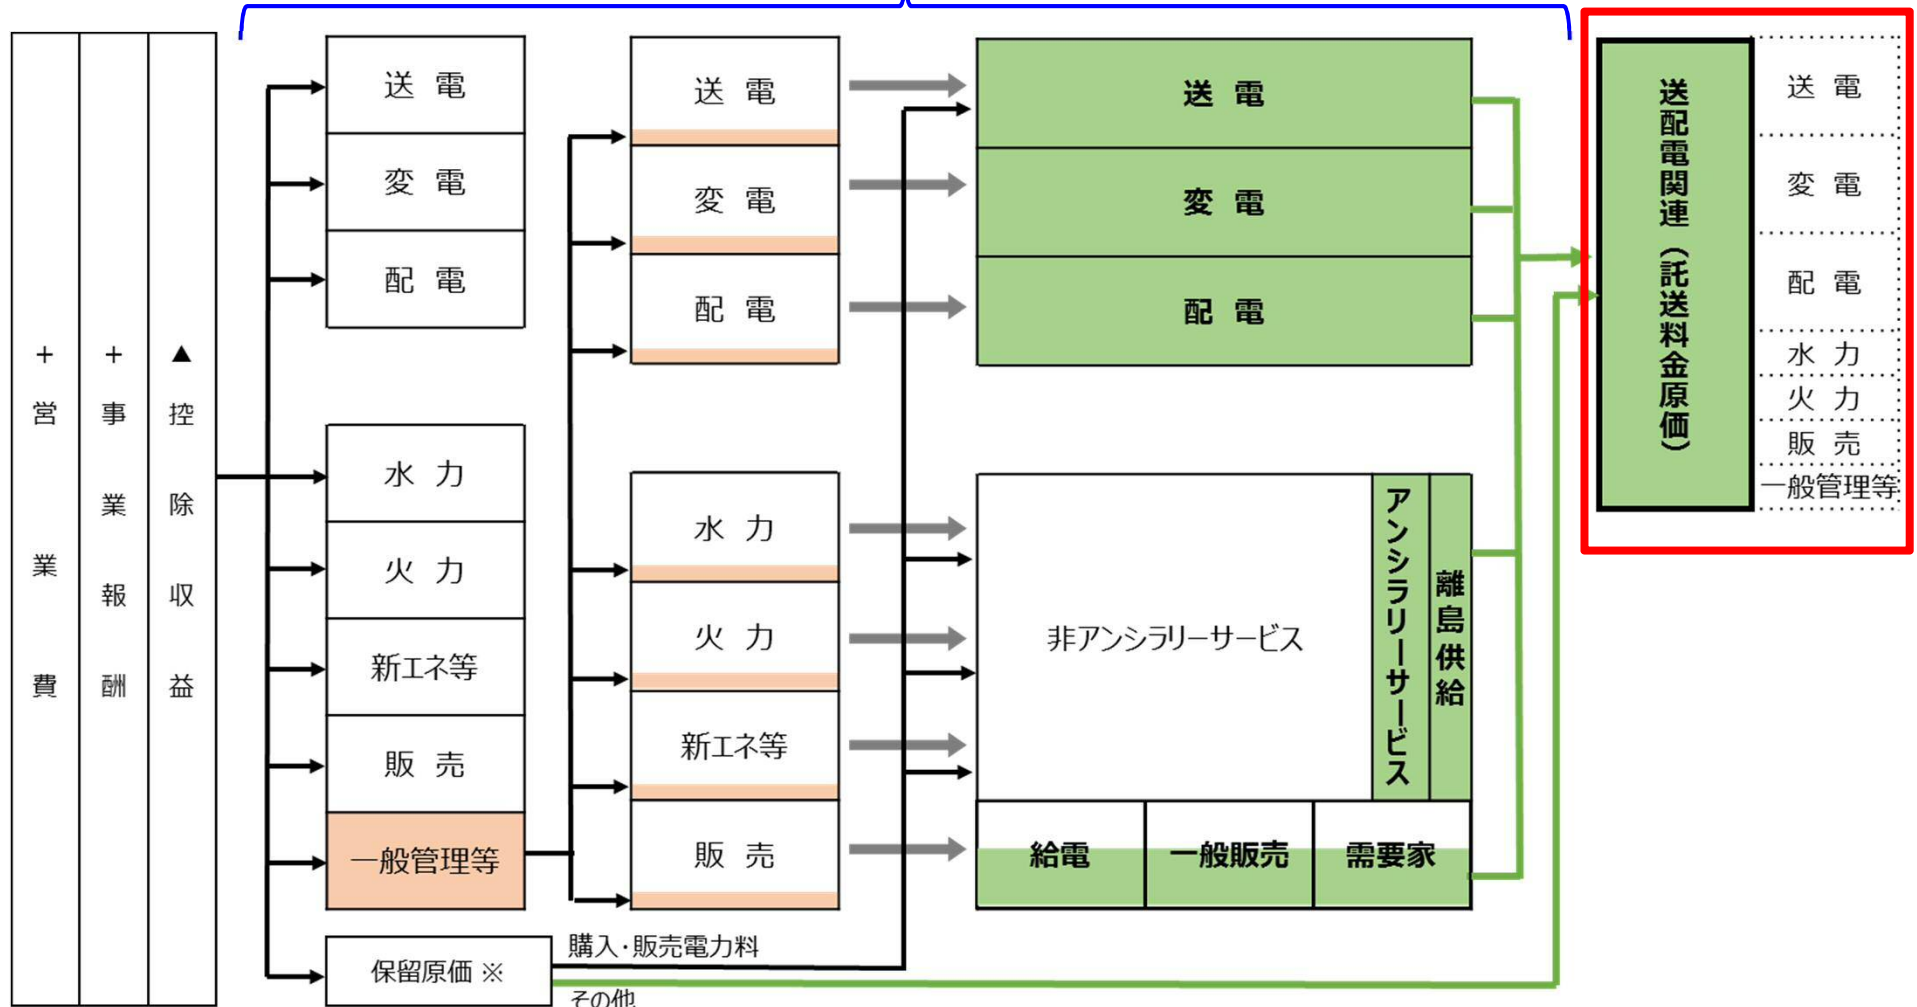 ＋営業費
＋事業報酬
▲控除収益
送 電
変 電
配 電
水 力
火 力
新エネ等
販 売
一般管理等
保留原価 ※
購入・販売電力料
その他
送 電
変 電
配 電
水 力
火 力
新エネ等
販 売
送 電
変 電
配 電
非アンシラリーサービス
アンシラリーサービス
離島供給
給電
一般販売
需要家
送配電関連（託送料金原価）
送 電
変 電
配 電
水 力
火 力
販 売
一般管理等